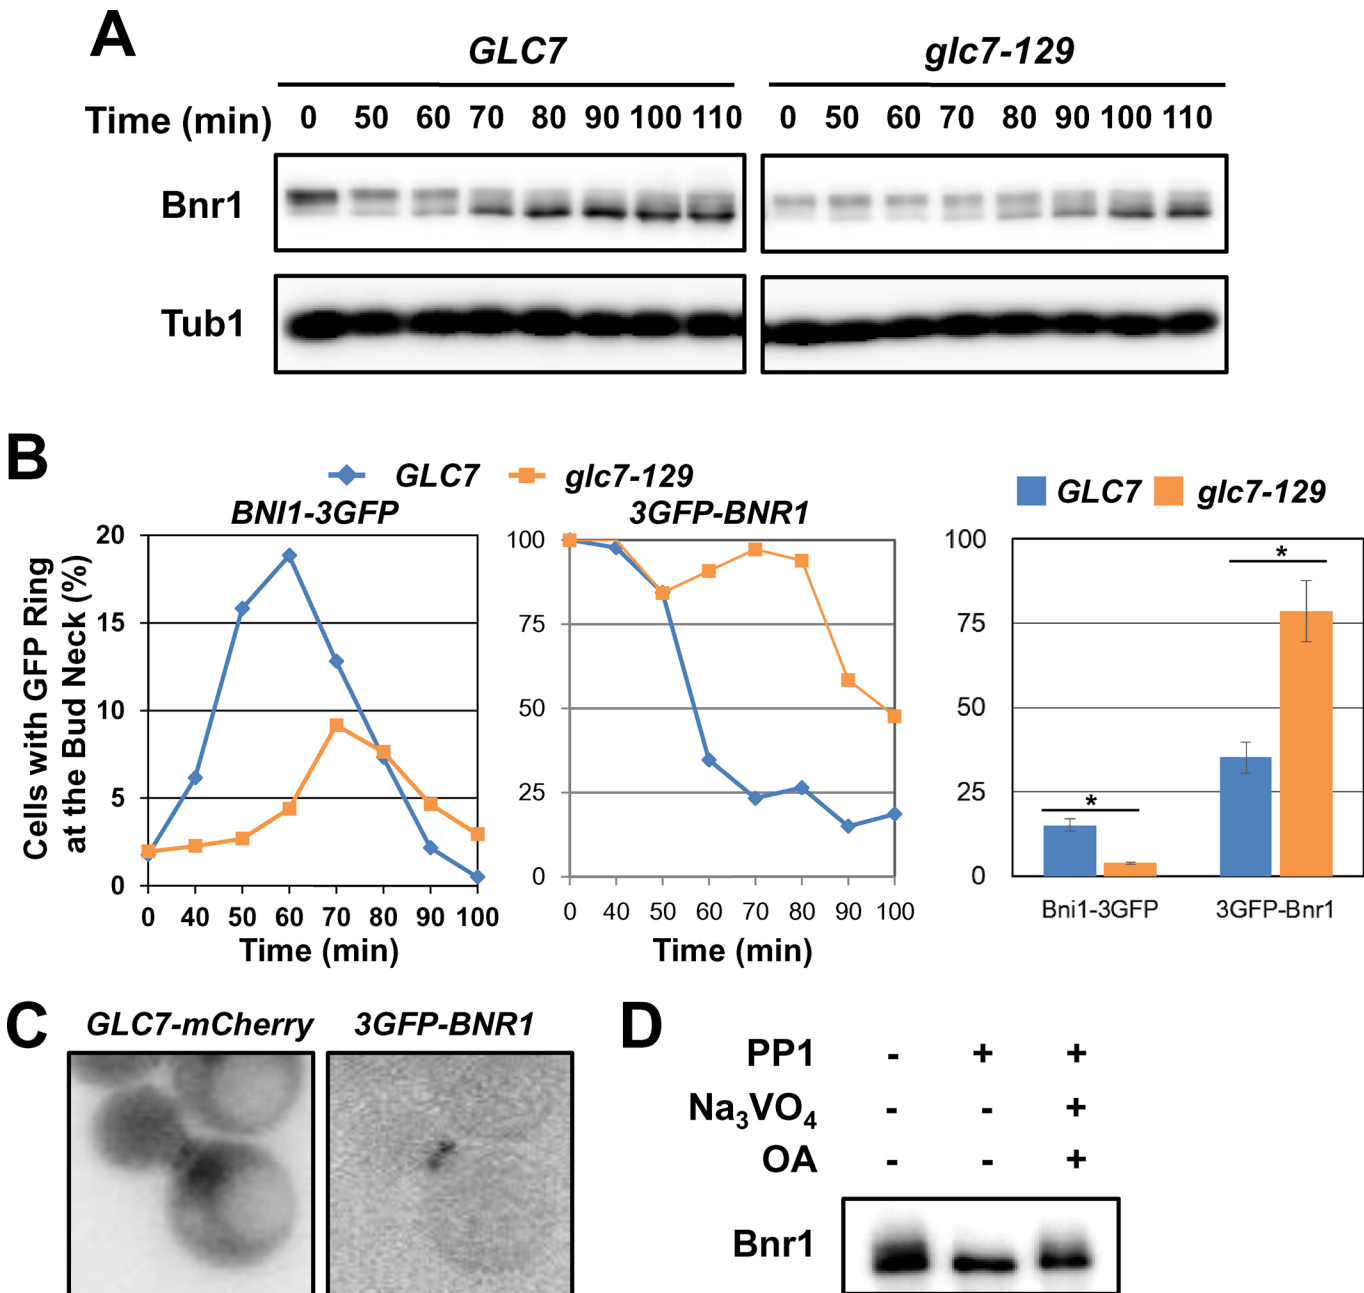 A
GLC7 glc7-129
Time (min) 0 50 60 70 80 90 100 110 0 50 60 70 80 90 100 110
Bnr1
Tub1
B
GLC7 glc7-129
BNI1-3GFP 3GFP-BNR1
GLC7 glc7-129
Cells with GFP Ring
at the Bud Neck (%)
20
15
10
5
0
0 40 50 60 70 80 90 100
Time (min)
100
75
50
25
0
0 40 50 60 70 80 90 100
Time (min)
100
75
50
25
0
*
*
Bni1-3GFP 3GFP-Bnr1
C
GLC7-mCherry 3GFP-BNR1
D
PP1 - + +
Na₃VO₄ - - +
OA - - +
Bnr1